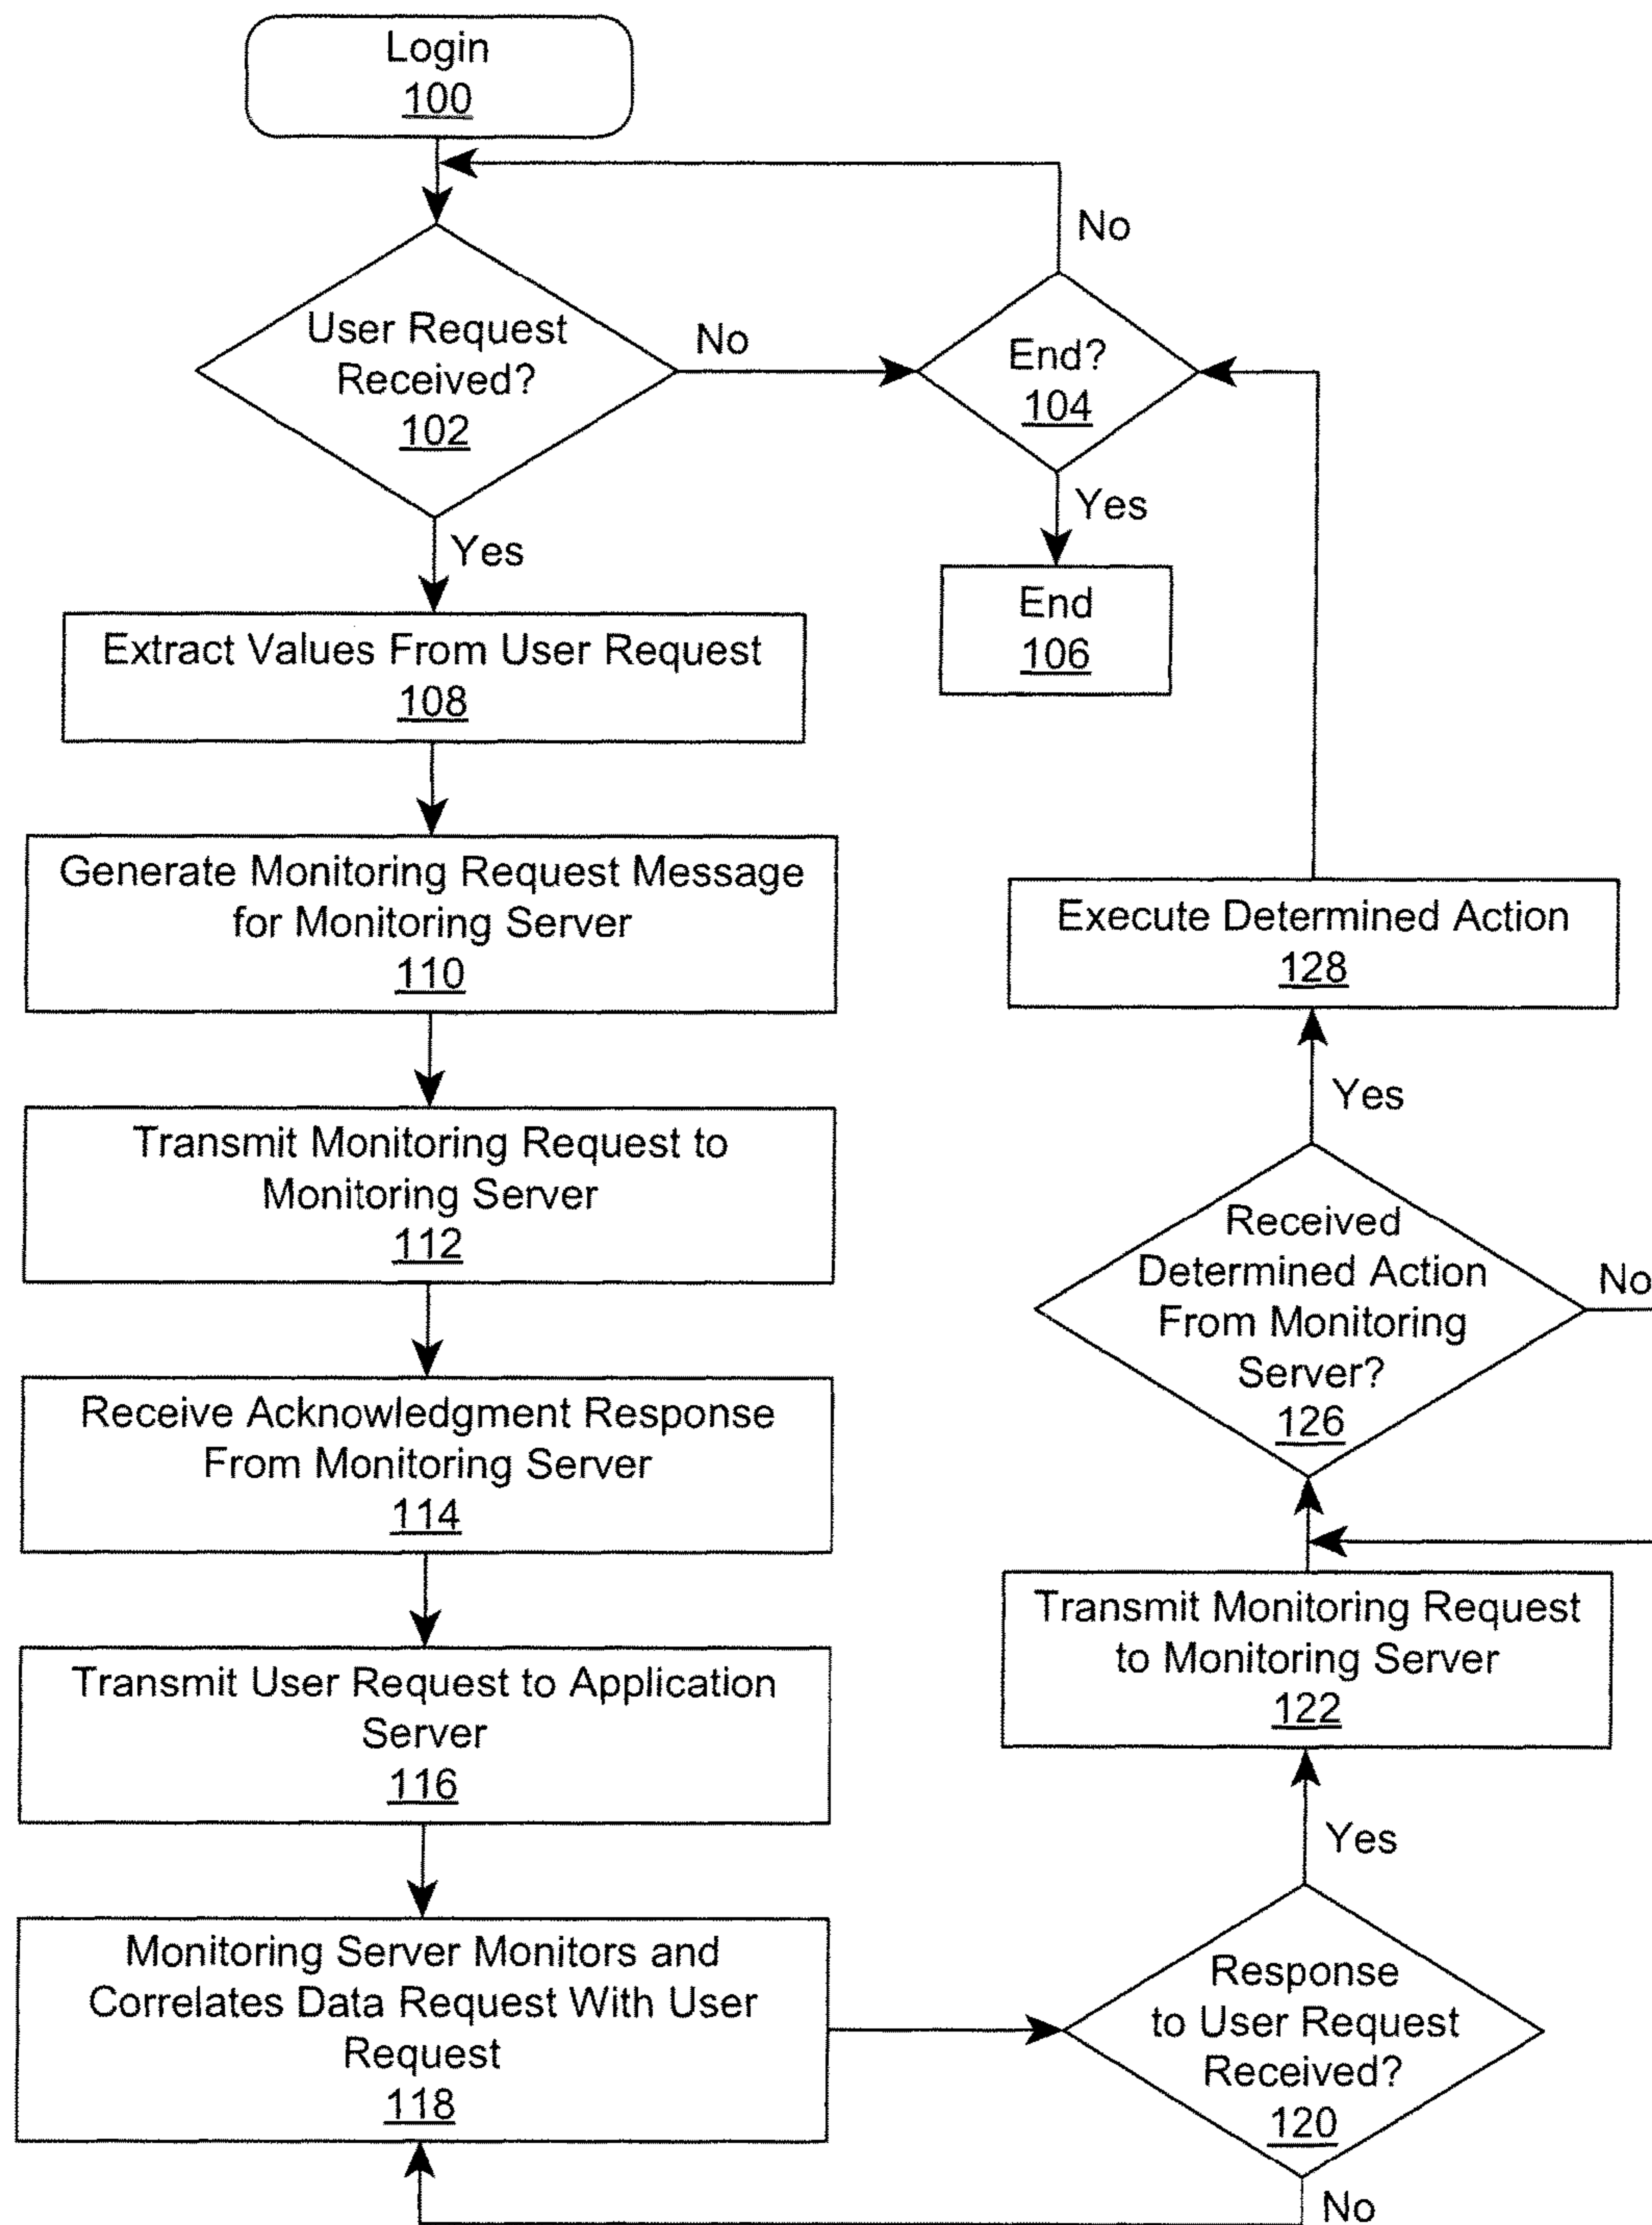 Login
100
No
User Request
Received?
102
No
End?
104
Yes
Yes
End
106
Extract Values From User Request
108
Generate Monitoring Request Message
for Monitoring Server
110
Execute Determined Action
128
Yes
Transmit Monitoring Request to
Monitoring Server
112
Received
Determined Action
From Monitoring
Server?
126
No
Receive Acknowledgment Response
From Monitoring Server
114
Transmit Monitoring Request
to Monitoring Server
122
Transmit User Request to Application
Server
116
Yes
Monitoring Server Monitors and
Correlates Data Request With User
Request
118
Response
to User Request
Received?
120
No